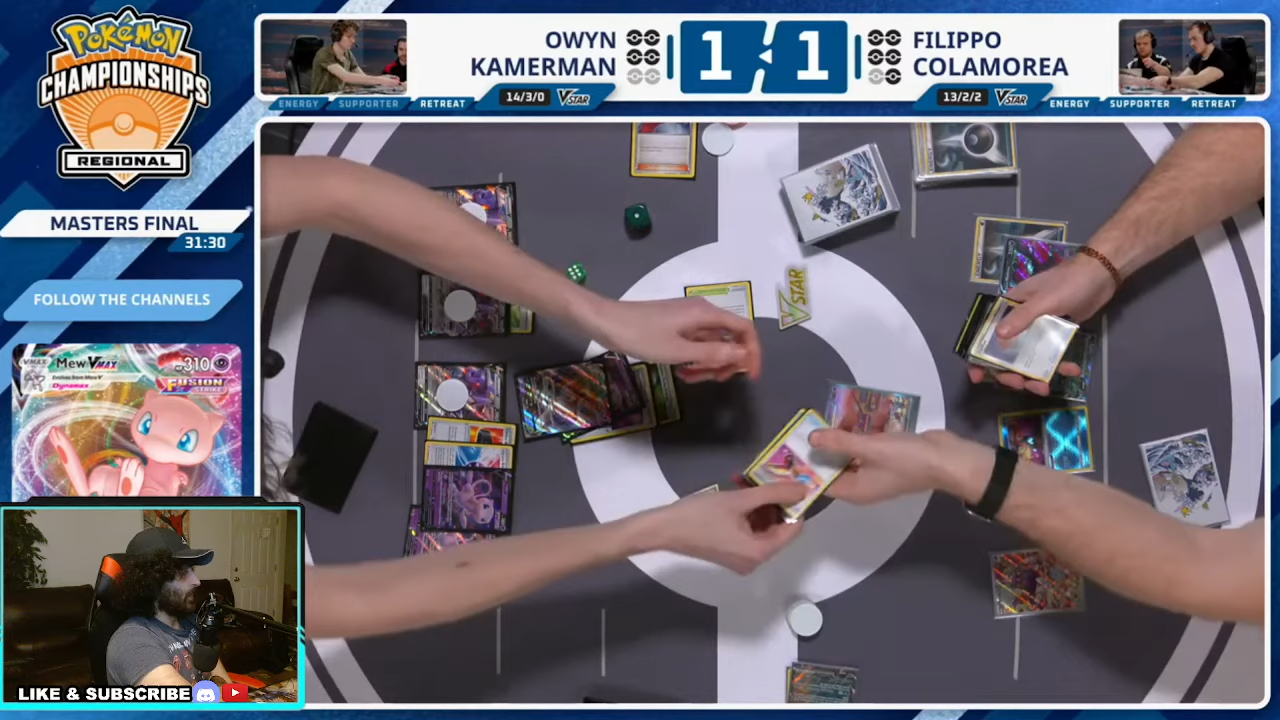 POKÉMON
CHAMPIONSHIPS
REGIONAL
MASTERS FINAL
31:30
FOLLOW THE CHANNELS
OWYN
KAMERMAN
1
1
FILIPPO
COLAMOREA
ENERGY
SUPPORTER
RETREAT
14/3/0
VSTAR
13/2/2
VSTAR
ENERGY
SUPPORTER
RETREAT
VSTAR
VMAX
Mew VMAX
310
Dynamax
FUSION
STRIKE
LIKE & SUBSCRIBE